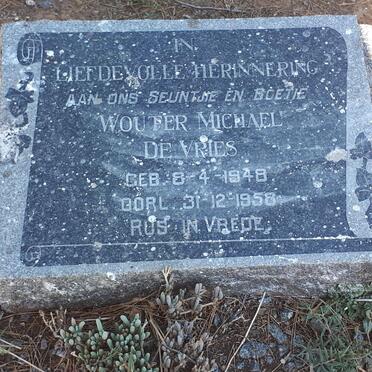 IN
LIEFDEVOLLE HERINNERING
AAN ONS SEUNTJIE EN BOETIE
WOUTER MICHAEL
DE VRIES
GEB. 8-4-1948
OORL. 31-12-1958
RUS IN VREDE